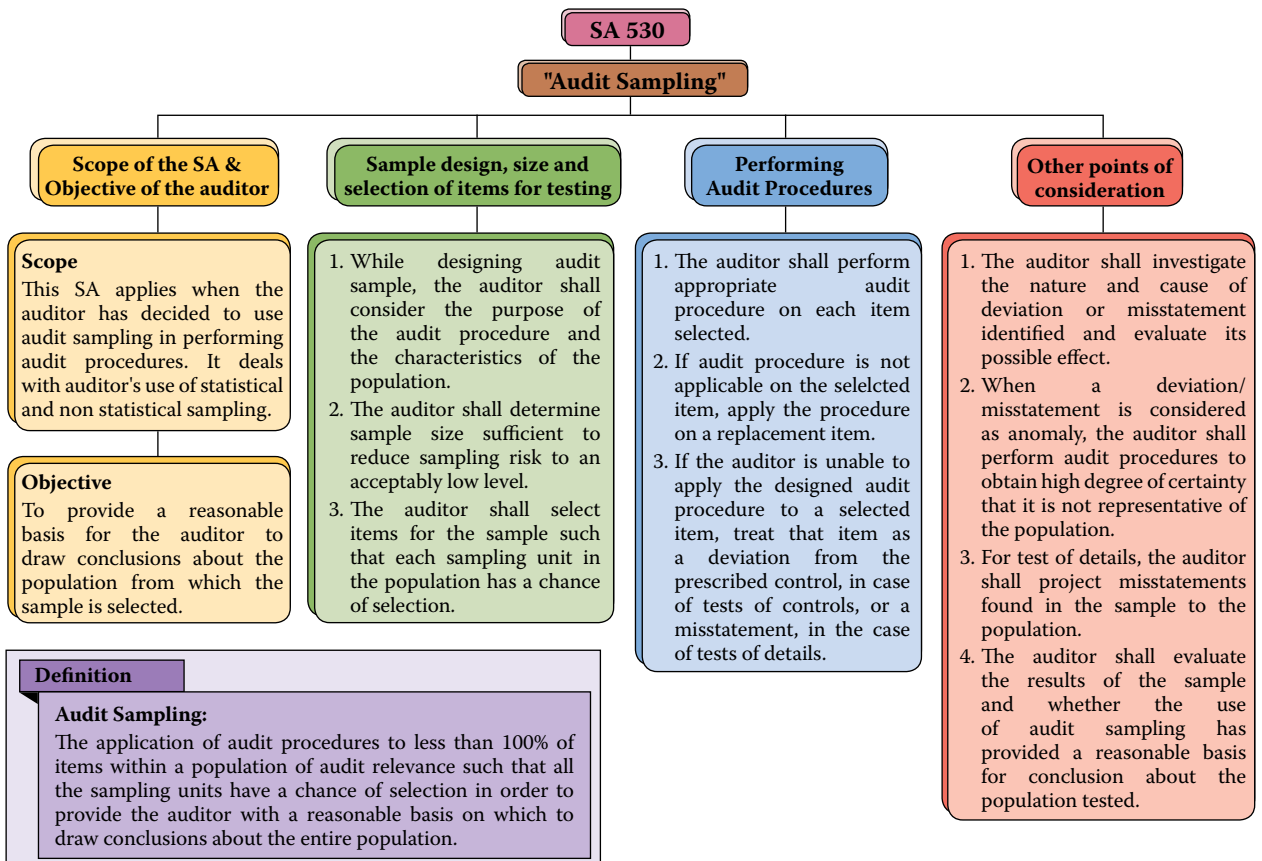 SA 530
"Audit Sampling"
Scope of the SA &
Objective of the auditor
Scope
This SA applies when the
auditor has decided to use
audit sampling in performing
audit procedures. It deals
with auditor's use of statistical
and non statistical sampling.
Objective
To provide a reasonable
basis for the auditor to
draw conclusions about the
population from which the
sample is selected.
Sample design, size and
selection of items for testing
1. While designing audit
sample, the auditor shall
consider the purpose of
the audit procedure and
the characteristics of the
population.
2. The auditor shall determine
sample size sufficient to
reduce sampling risk to an
acceptably low level.
3. The auditor shall select
items for the sample such
that each sampling unit in
the population has a chance
of selection.
Performing
Audit Procedures
1. The auditor shall perform
appropriate audit
procedure on each item
selected.
2. If audit procedure is not
applicable on the selelcted
item, apply the procedure
on a replacement item.
3. If the auditor is unable to
apply the designed audit
procedure to a selected
item, treat that item as
a deviation from the
prescribed control, in case
of tests of controls, or a
misstatement, in the case
of tests of details.
Other points of
consideration
1. The auditor shall investigate
the nature and cause of
deviation or misstatement
identified and evaluate its
possible effect.
2. When a deviation/
misstatement is considered
as anomaly, the auditor shall
perform audit procedures to
obtain high degree of certainty
that it is not representative of
the population.
3. For test of details, the auditor
shall project misstatements
found in the sample to the
population.
4. The auditor shall evaluate
the results of the sample
and whether the use
of audit sampling has
provided a reasonable basis
for conclusion about the
population tested.
Definition
Audit Sampling:
The application of audit procedures to less than 100% of
items within a population of audit relevance such that all
the sampling units have a chance of selection in order to
provide the auditor with a reasonable basis on which to
draw conclusions about the entire population.